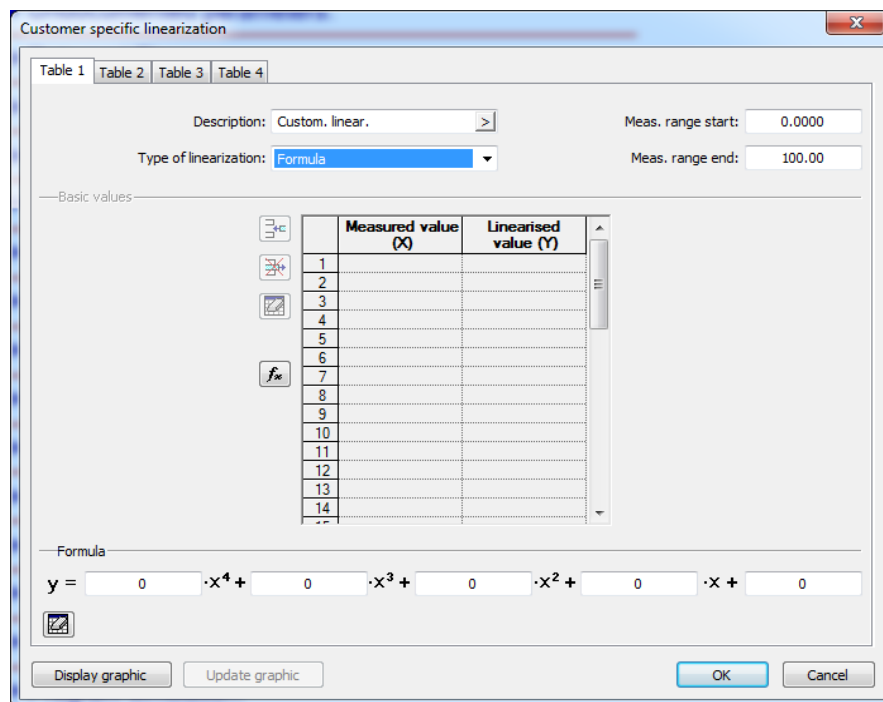 Customer specific linearization
Table 1 Table 2 Table 3 Table 4
Description: Custom. linear. > Meas. range start: 0.0000
Type of linearization: Formula Meas. range end: 100.00
Basic values
Measured value (X) Linearised value (Y)
1
2
3
4
5
6
fx
7
8
9
10
11
12
13
14
Formula
y = 0 ·x⁴ + 0 ·x³ + 0 ·x² + 0 ·x + 0
Display graphic Update graphic OK Cancel